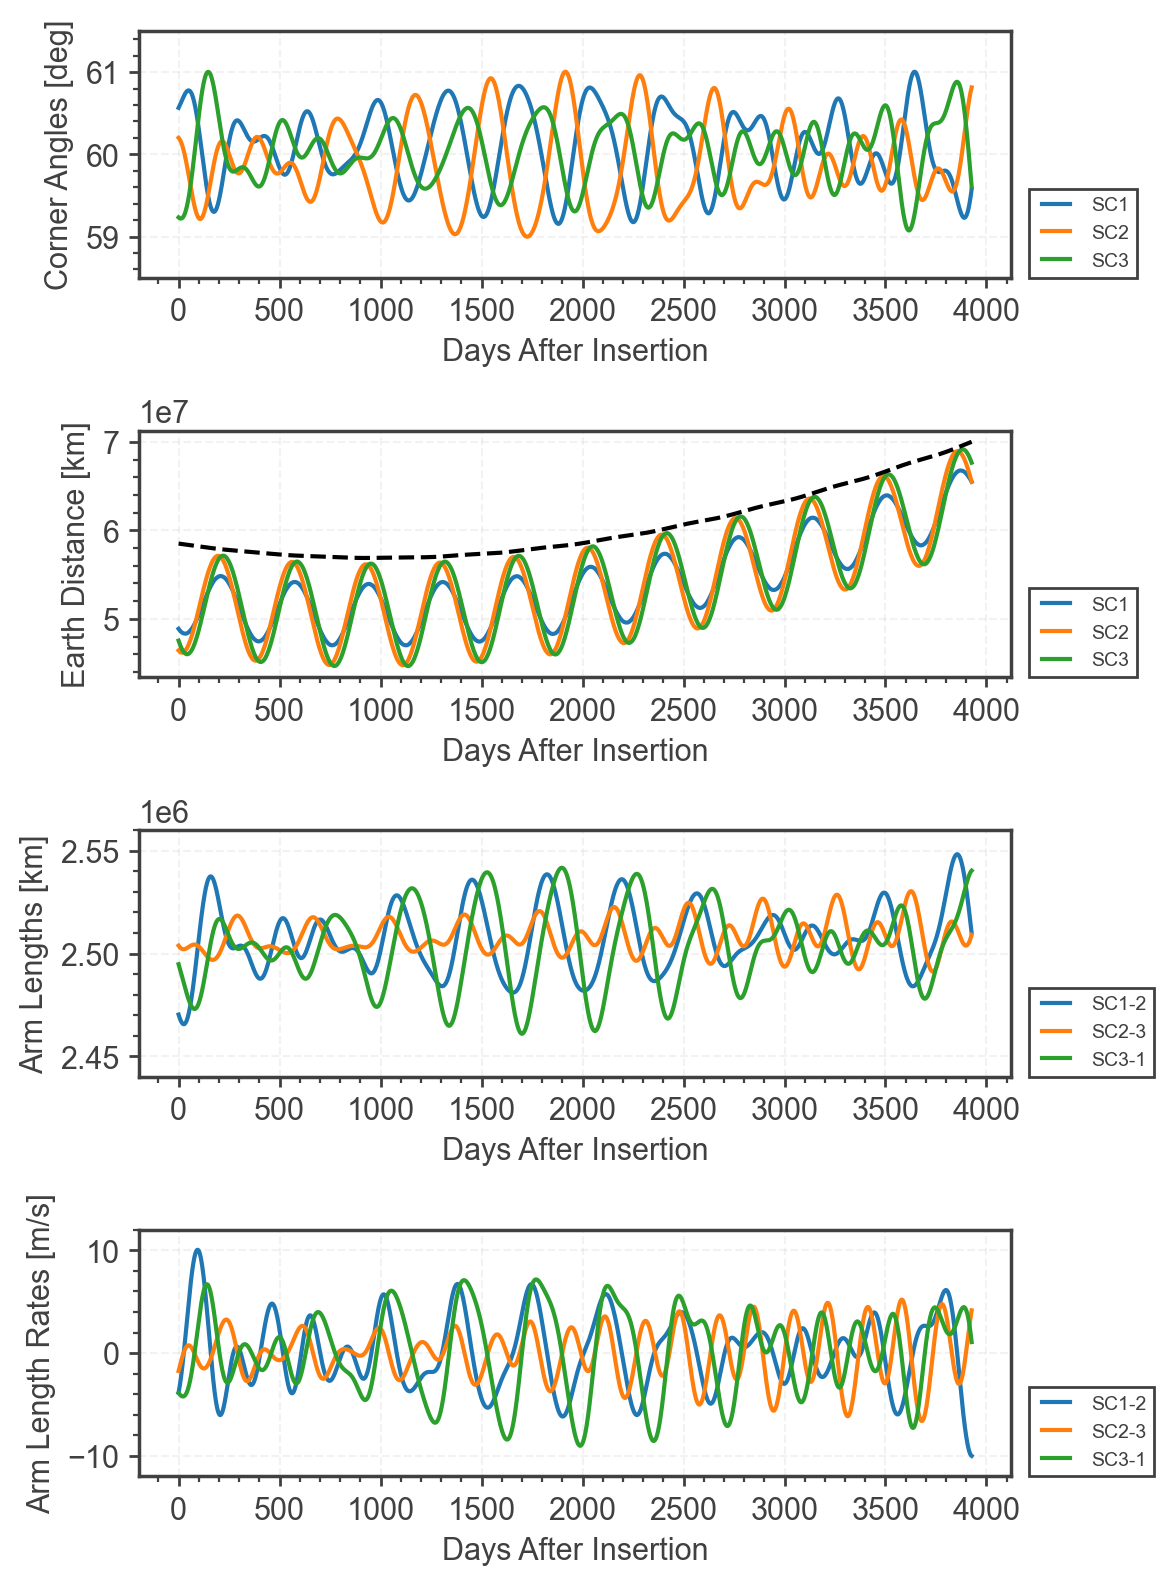 Corner Angles [deg]
61
60
59
0 500 1000 1500 2000 2500 3000 3500 4000
Days After Insertion
SC1
SC2
SC3
1e7
Earth Distance [km]
7
6
5
0 500 1000 1500 2000 2500 3000 3500 4000
Days After Insertion
SC1
SC2
SC3
1e6
Arm Lengths [km]
2.55
2.50
2.45
0 500 1000 1500 2000 2500 3000 3500 4000
Days After Insertion
SC1-2
SC2-3
SC3-1
Arm Length Rates [m/s]
10
0
−10
0 500 1000 1500 2000 2500 3000 3500 4000
Days After Insertion
SC1-2
SC2-3
SC3-1